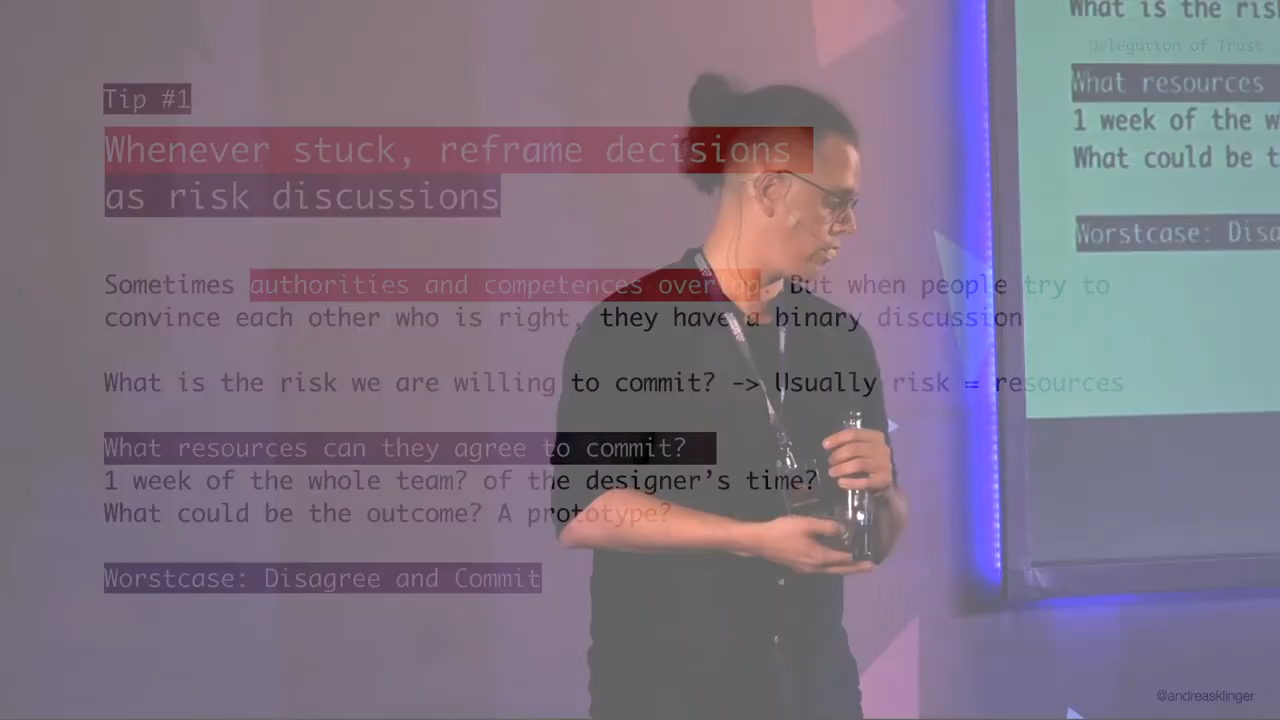 Tip #1
Whenever stuck, reframe decisions
as risk discussions
Sometimes authorities and competences overlap. But when people try to
convince each other who is right, they have a binary discussion
What is the risk we are willing to commit? -> Usually risk = resources
What resources can they agree to commit?
1 week of the whole team? of the designer’s time?
What could be the outcome? A prototype?
Worstcase: Disagree and Commit
@andreasklinger
What is the risk
Delegation of Trust
What resources
1 week of the w
What could be t
Worstcase: Disa